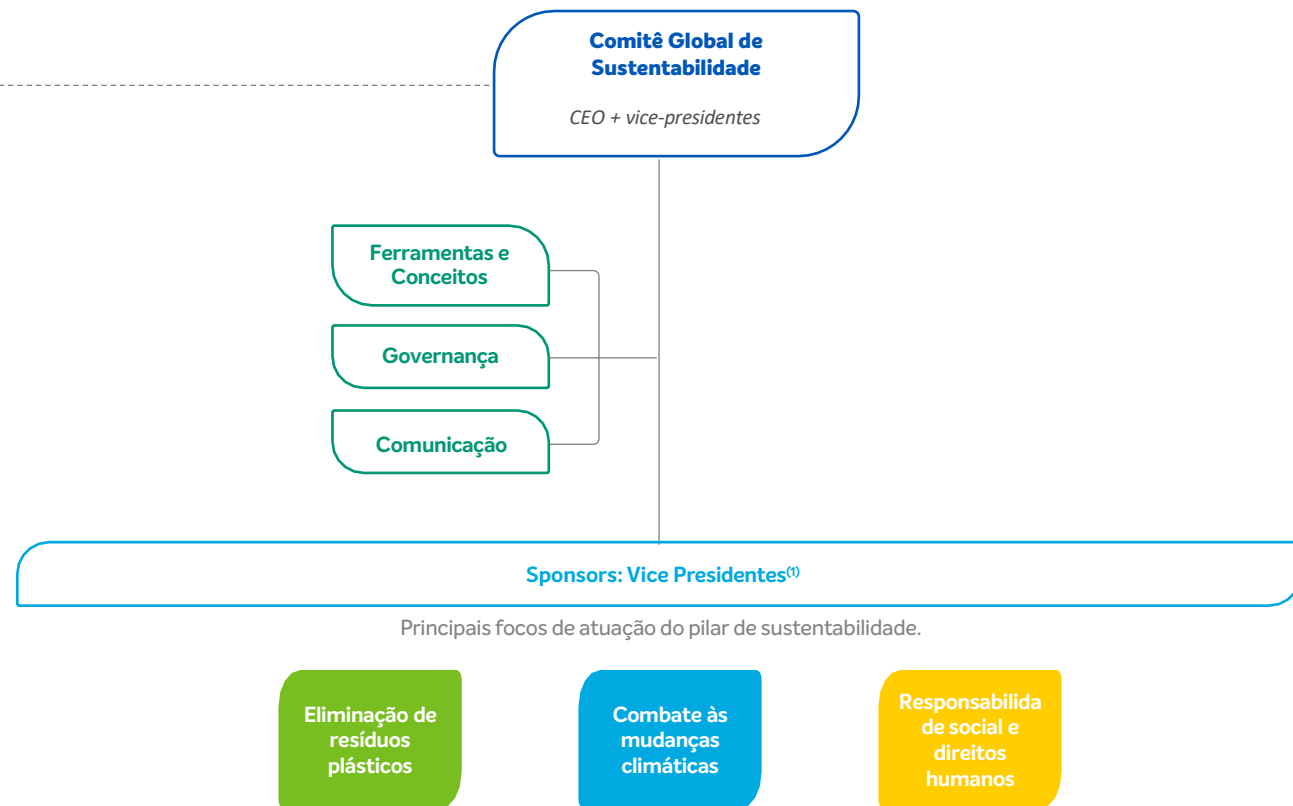 Comitê Global de
Sustentabilidade
CEO + vice-presidentes
Ferramentas e
Conceitos
Governança
Comunicação
Sponsors: Vice Presidentes(1)
Principais focos de atuação do pilar de sustentabilidade.
Eliminação de
resíduos
plásticos
Combate às
mudanças
climáticas
Responsabilida
de social e
direitos
humanos